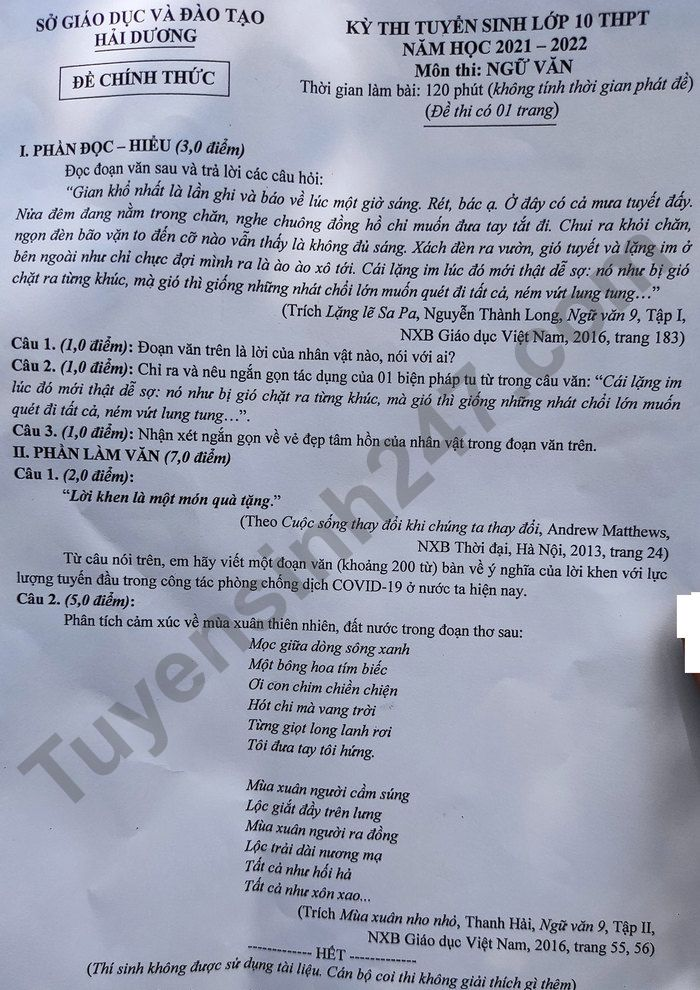 SỞ GIÁO DỤC VÀ ĐÀO TẠO
HẢI DƯƠNG
ĐỀ CHÍNH THỨC
KỲ THI TUYỂN SINH LỚP 10 THPT
NĂM HỌC 2021 – 2022
Môn thi: NGỮ VĂN
Thời gian làm bài: 120 phút (không tính thời gian phát đề)
(Đề thi có 01 trang)
I. PHẦN ĐỌC – HIỂU (3,0 điểm)
Đọc đoạn văn sau và trả lời các câu hỏi:
“Gian khổ nhất là lần ghi và báo về lúc một giờ sáng. Rét, bác ạ. Ở đây có cả mưa tuyết đấy.
Nửa đêm đang nằm trong chăn, nghe chuông đồng hồ chỉ muốn đưa tay tắt đi. Chui ra khỏi chăn,
ngọn đèn bão vặn to đến cỡ nào vẫn thấy là không đủ sáng. Xách đèn ra vườn, gió tuyết và lặng im ở
bên ngoài như chỉ chực đợi mình ra là ào ào xô tới. Cái lặng im lúc đó mới thật dễ sợ: nó như bị gió
chặt ra từng khúc, mà gió thì giống những nhát chổi lớn muốn quét đi tất cả, ném vứt lung tung…”
(Trích Lặng lẽ Sa Pa, Nguyễn Thành Long, Ngữ văn 9, Tập I,
NXB Giáo dục Việt Nam, 2016, trang 183)
Câu 1. (1,0 điểm): Đoạn văn trên là lời của nhân vật nào, nói với ai?
Câu 2. (1,0 điểm): Chỉ ra và nêu ngắn gọn tác dụng của 01 biện pháp tu từ trong câu văn: “Cái lặng im
lúc đó mới thật dễ sợ: nó như bị gió chặt ra từng khúc, mà gió thì giống những nhát chổi lớn muốn
quét đi tất cả, ném vứt lung tung…”.
Câu 3. (1,0 điểm): Nhận xét ngắn gọn về vẻ đẹp tâm hồn của nhân vật trong đoạn văn trên.
II. PHẦN LÀM VĂN (7,0 điểm)
Câu 1. (2,0 điểm):
“Lời khen là một món quà tặng.”
(Theo Cuộc sống thay đổi khi chúng ta thay đổi, Andrew Matthews,
NXB Thời đại, Hà Nội, 2013, trang 24)
Từ câu nói trên, em hãy viết một đoạn văn (khoảng 200 từ) bàn về ý nghĩa của lời khen với lực
lượng tuyến đầu trong công tác phòng chống dịch COVID-19 ở nước ta hiện nay.
Câu 2. (5,0 điểm):
Phân tích cảm xúc về mùa xuân thiên nhiên, đất nước trong đoạn thơ sau:
Mọc giữa dòng sông xanh
Một bông hoa tím biếc
Ơi con chim chiền chiện
Hót chi mà vang trời
Từng giọt long lanh rơi
Tôi đưa tay tôi hứng.
Mùa xuân người cầm súng
Lộc giắt đầy trên lưng
Mùa xuân người ra đồng
Lộc trải dài nương mạ
Tất cả như hối hả
Tất cả như xôn xao...
(Trích Mùa xuân nho nhỏ, Thanh Hải, Ngữ văn 9, Tập II,
NXB Giáo dục Việt Nam, 2016, trang 55, 56)
------------- HẾT -------------
(Thí sinh không được sử dụng tài liệu. Cán bộ coi thi không giải thích gì thêm)
Tuyensinh247.com